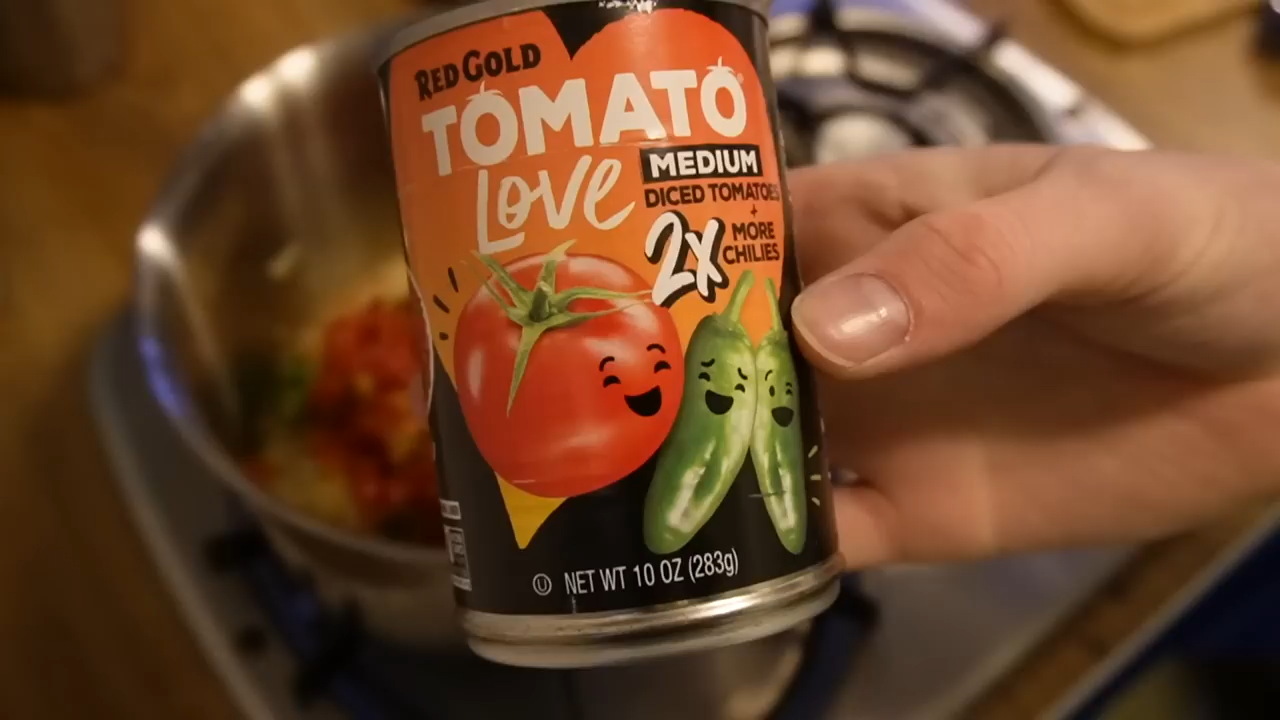 RED GOLD
TOMATO
Love
MEDIUM
DICED TOMATOES
+
2x MORE
CHILIES
U NET WT 10 OZ (283g)